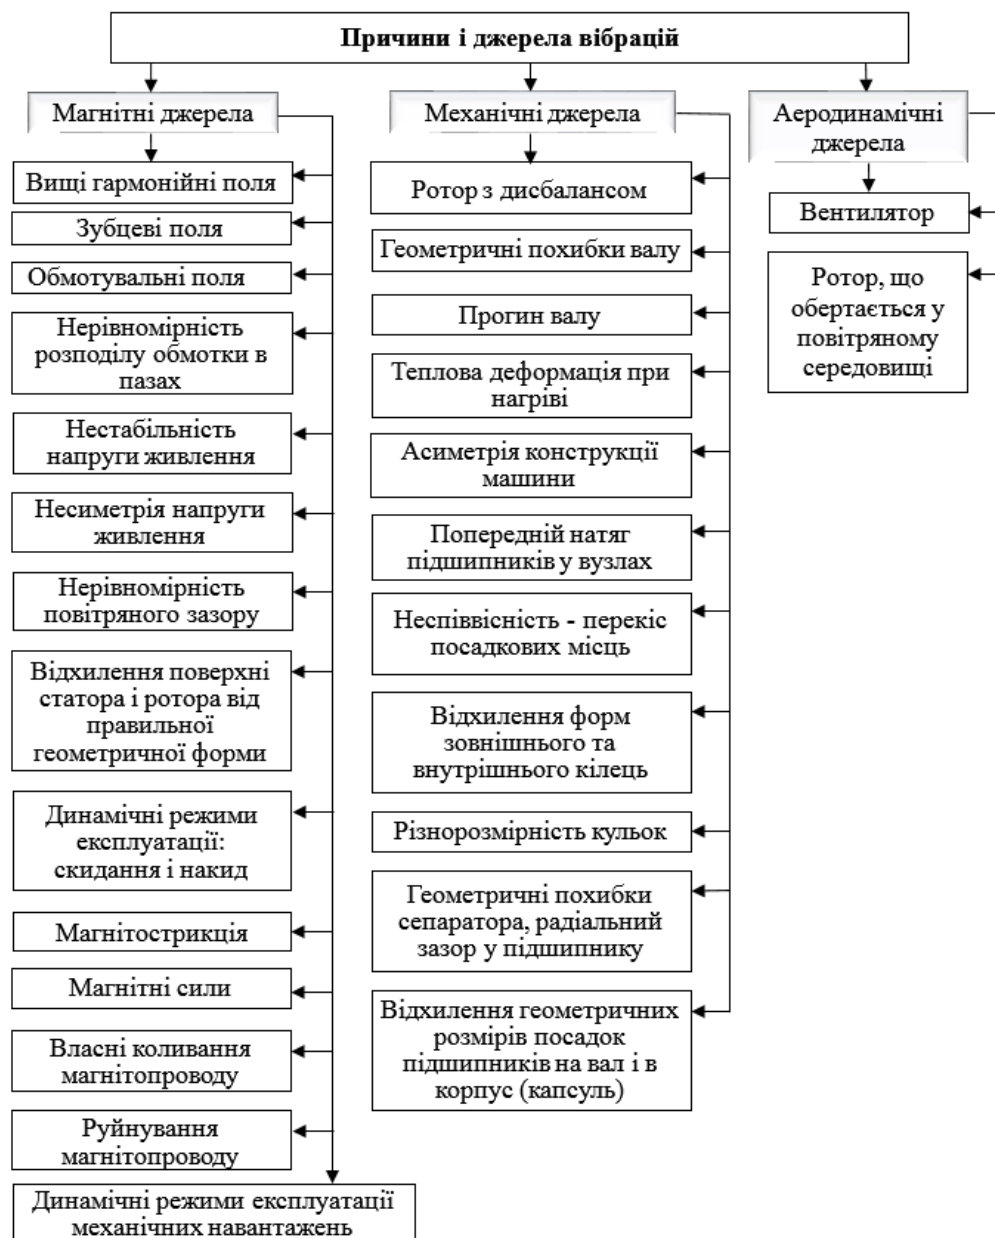 Причини і джерела вібрацій
Магнітні джерела
Вищі гармонійні поля
Зубцеві поля
Обмотувальні поля
Нерівномірність
розподілу обмотки в
пазах
Нестабільність
напруги живлення
Несиметрія напруги
живлення
Нерівномірність
повітряного зазору
Відхилення поверхні
статора і ротора від
правильної
геометричної форми
Динамічні режими
експлуатації:
скидання і накид
Магнітострикція
Магнітні сили
Власні коливання
магнітопроводу
Руйнування
магнітопроводу
Динамічні режими експлуатації
механічних навантажень
Механічні джерела
Ротор з дисбалансом
Геометричні похибки валу
Прогин валу
Теплова деформація при
нагріві
Асиметрія конструкції
машини
Попередній натяг
підшипників у вузлах
Неспіввісність - перекіс
посадкових місць
Відхилення форм
зовнішнього та
внутрішнього кілець
Різнорозмірність кульок
Геометричні похибки
сепаратора, радіальний
зазор у підшипнику
Відхилення геометричних
розмірів посадок
підшипників на вал і в
корпус (капсуль)
Аеродинамічні
джерела
Вентилятор
Ротор, що
обертається у
повітряному
середовищі